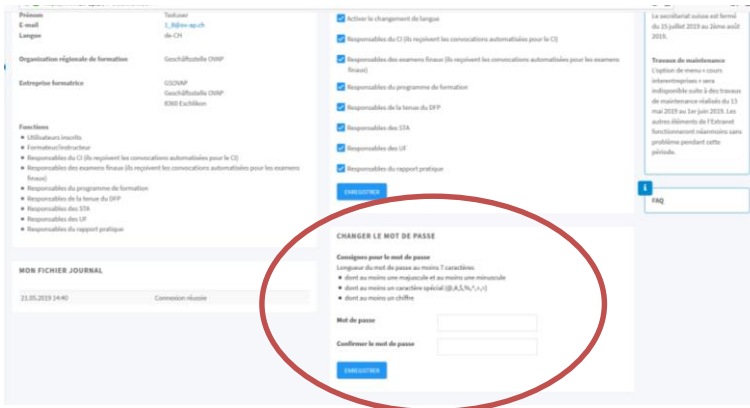 Prénom Testuser
E-mail 1_8@ov-ap.ch
Langue de-CH
Organisation régionale de formation Geschäftsstelle OVAP
Entreprise formatrice GSOVAP
Geschäftsstelle OVAP
8360 Eschlikon
Fonctions
Utilisateurs inscrits
Formateur/instructeur
Responsables du CI (ils reçoivent les convocations automatisées pour le CI)
Responsables des examens finaux (ils reçoivent les convocations automatisées pour les examens
finaux)
Responsables du programme de formation
Responsables de la tenue du DFP
Responsables des STA
Responsables des UF
Responsables du rapport pratique
MON FICHIER JOURNAL
21.05.2019 14:40 Connexion réussie
Activer le changement de langue
Responsables du CI (ils reçoivent les convocations automatisées pour le CI)
Responsables des examens finaux (ils reçoivent les convocations automatisées pour les examens
finaux)
Responsables du programme de formation
Responsables de la tenue du DFP
Responsables des STA
Responsables des UF
Responsables du rapport pratique
ENREGISTRER
CHANGER LE MOT DE PASSE
Consignes pour le mot de passe
Longueur du mot de passe au moins 7 caractères
dont au moins une majuscule et au moins une minuscule
dont au moins un caractère spécial
dont au moins un chiffre
Mot de passe
Confirmer le mot de passe
ENREGISTRER
Le secrétariat suisse est fermé
du 15 juillet 2019 au 2ème août
2019.
Travaux de maintenance
L'option de menu « cours
interentreprises » sera
indisponible suite à des travaux
de maintenance réalisés du 13
mai 2019 au 1er juin 2019. Les
autres éléments de l'Extranet
fonctionneront néanmoins sans
problème pendant cette
période.
i
FAQ